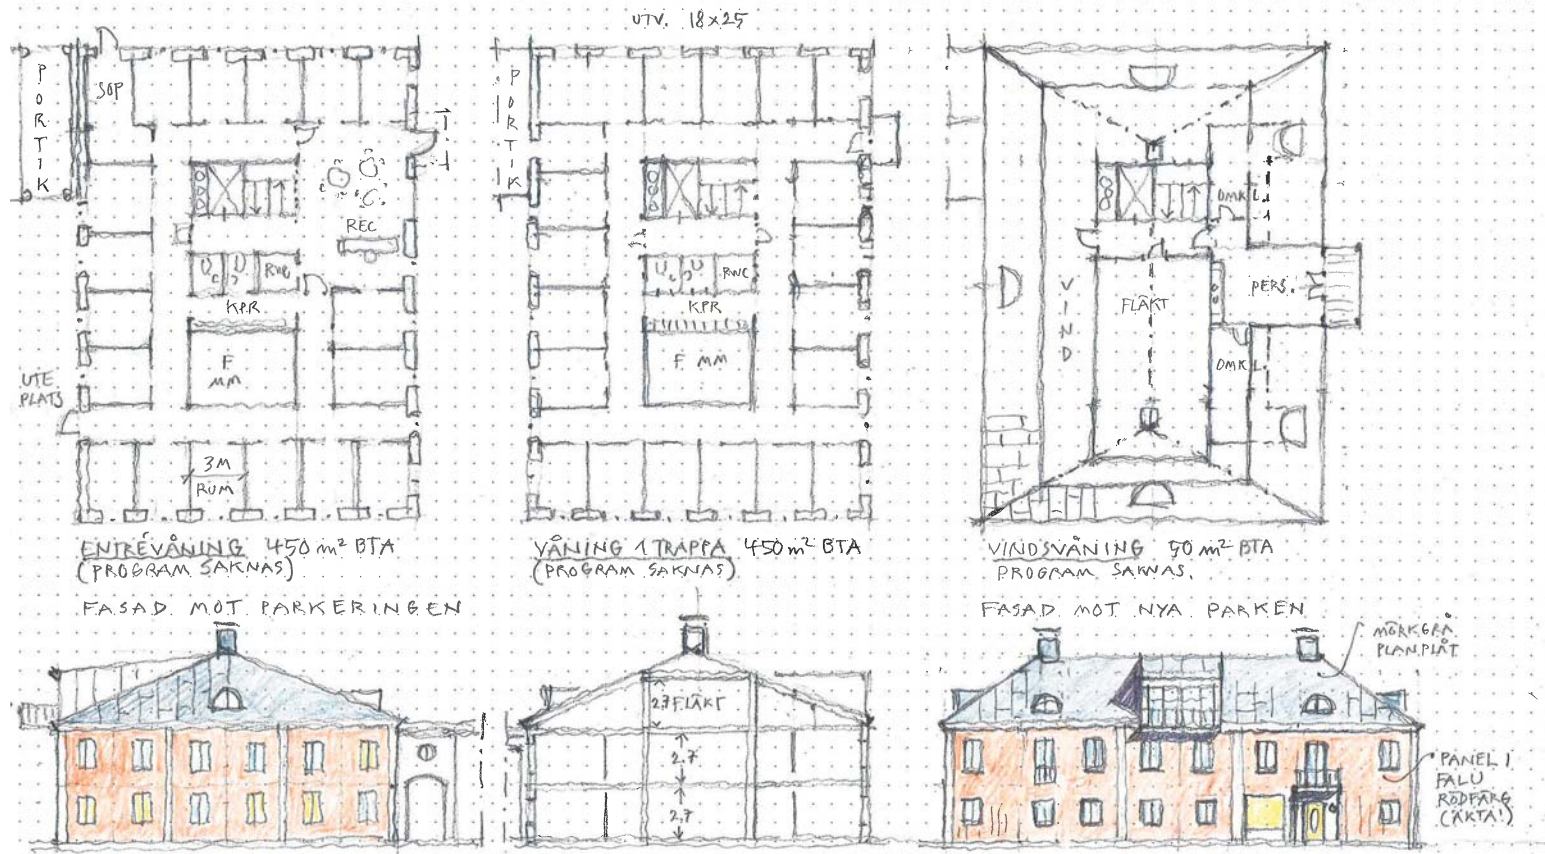 UTV. 18×25
PORTIK
SOP
REC
RWC
KPR
F
MM
UTE
PLATS
3M
RUM
ENTRÉVÅNING 450 m² BTA
(PROGRAM SAKNAS)
PORTIK
RWC
KPR
F MM
VÅNING 1 TRAPPA 450 m² BTA
(PROGRAM SAKNAS)
OMKL.
VIND
FLÄKT
PERS.
OMKL.
VINDSVÅNING 90 m² BTA
PROGRAM SAKNAS.
FASAD MOT PARKERINGEN
2.7 FLÄKT
2.7
2.7
FASAD MOT NYA PARKEN
MÖRKGRÅ
PLANPLÅT
PANEL I
FALU
RÖDFÄRG
(ÄKTA!)